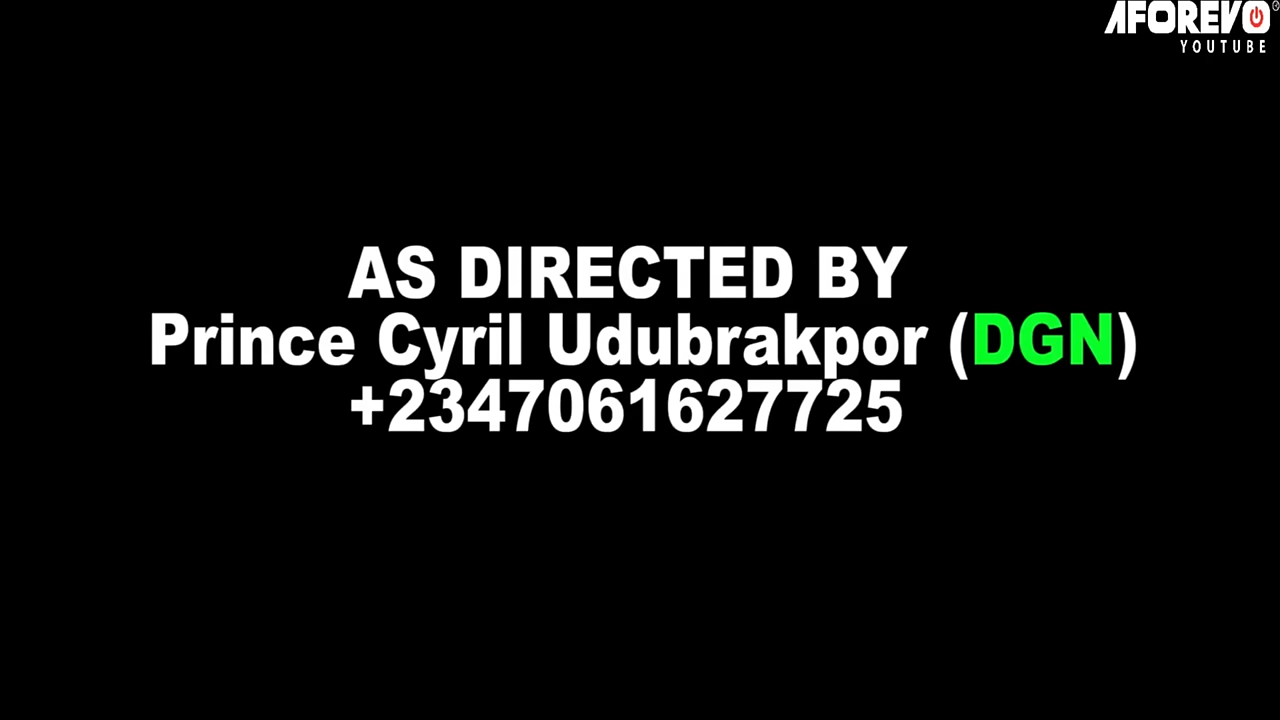 AFOREVO
YOUTUBE
AS DIRECTED BY
Prince Cyril Udubrakpor (DGN)
+2347061627725